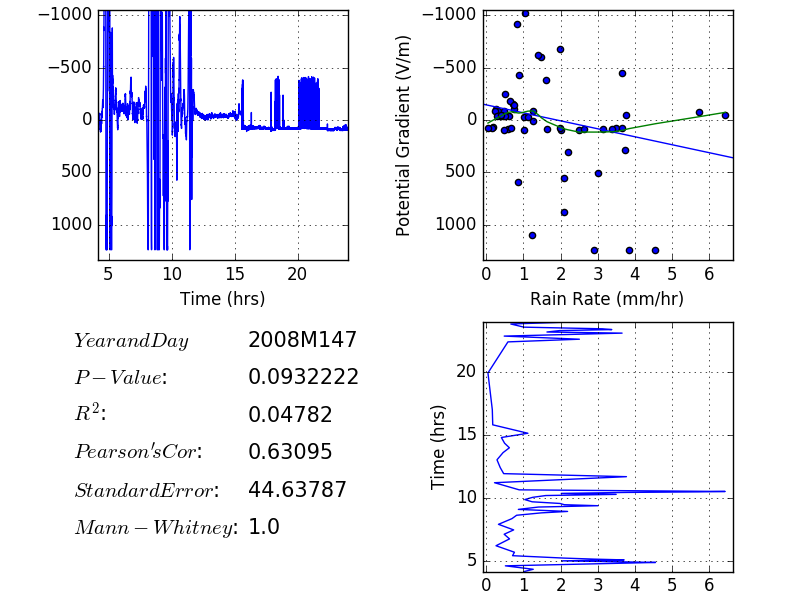 −1000
−500
0
500
1000
5 10 15 20
Time (hrs)
Potential Gradient (V/m)
−1000
−500
0
500
1000
0 1 2 3 4 5 6
Rain Rate (mm/hr)
YearandDay 2008M147
P−Value: 0.0932222
R²: 0.04782
Pearson'sCor: 0.63095
StandardError: 44.63787
Mann−Whitney: 1.0
Time (hrs)
20
15
10
5
0 1 2 3 4 5 6